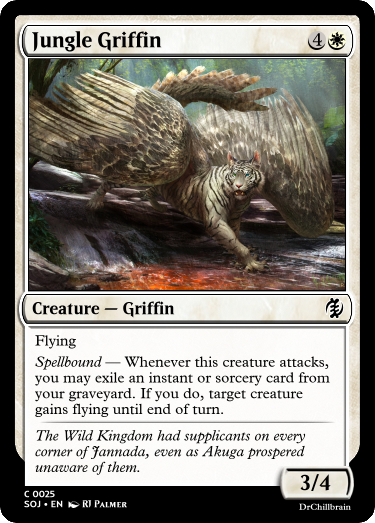 Jungle Griffin 4
Creature — Griffin
Flying
Spellbound — Whenever this creature attacks,
you may exile an instant or sorcery card from
your graveyard. If you do, target creature
gains flying until end of turn.
The Wild Kingdom had supplicants on every
corner of Jannada, even as Akuga prospered
unaware of them.
3/4
C 0025
SOJ • EN RJ Palmer
DrChillbrain